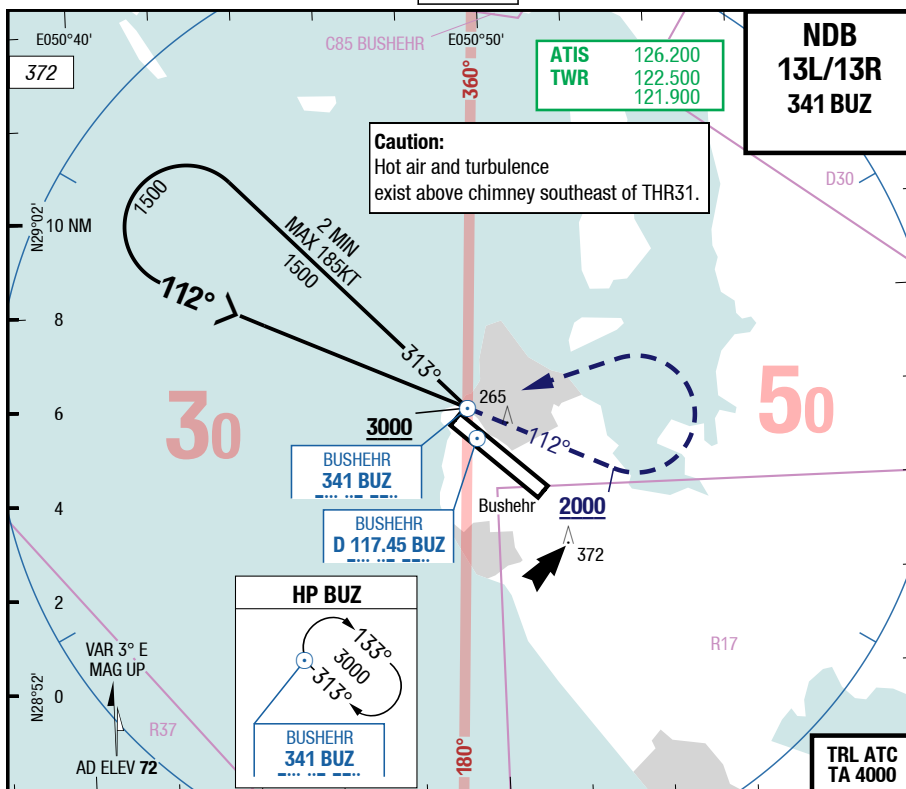 E050°40'
E050°50'
C85 BUSHEHR
372
ATIS 126.200
TWR 122.500
121.900
NDB
13L/13R
341 BUZ
360°
Caution:
Hot air and turbulence
exist above chimney southeast of THR31.
D30
1500
2 MIN
MAX 185KT
1500
N29°02'
10 NM
112°
8
313°
30
50
6
265
3000
112°
BUSHEHR
341 BUZ
BUSHEHR
D 117.45 BUZ
Bushehr
2000
4
372
2
HP BUZ
133°
3000
313°
BUSHEHR
341 BUZ
R17
VAR 3° E
MAG UP
N28°52'
0
R37
AD ELEV 72
180°
TRL ATC
TA 4000